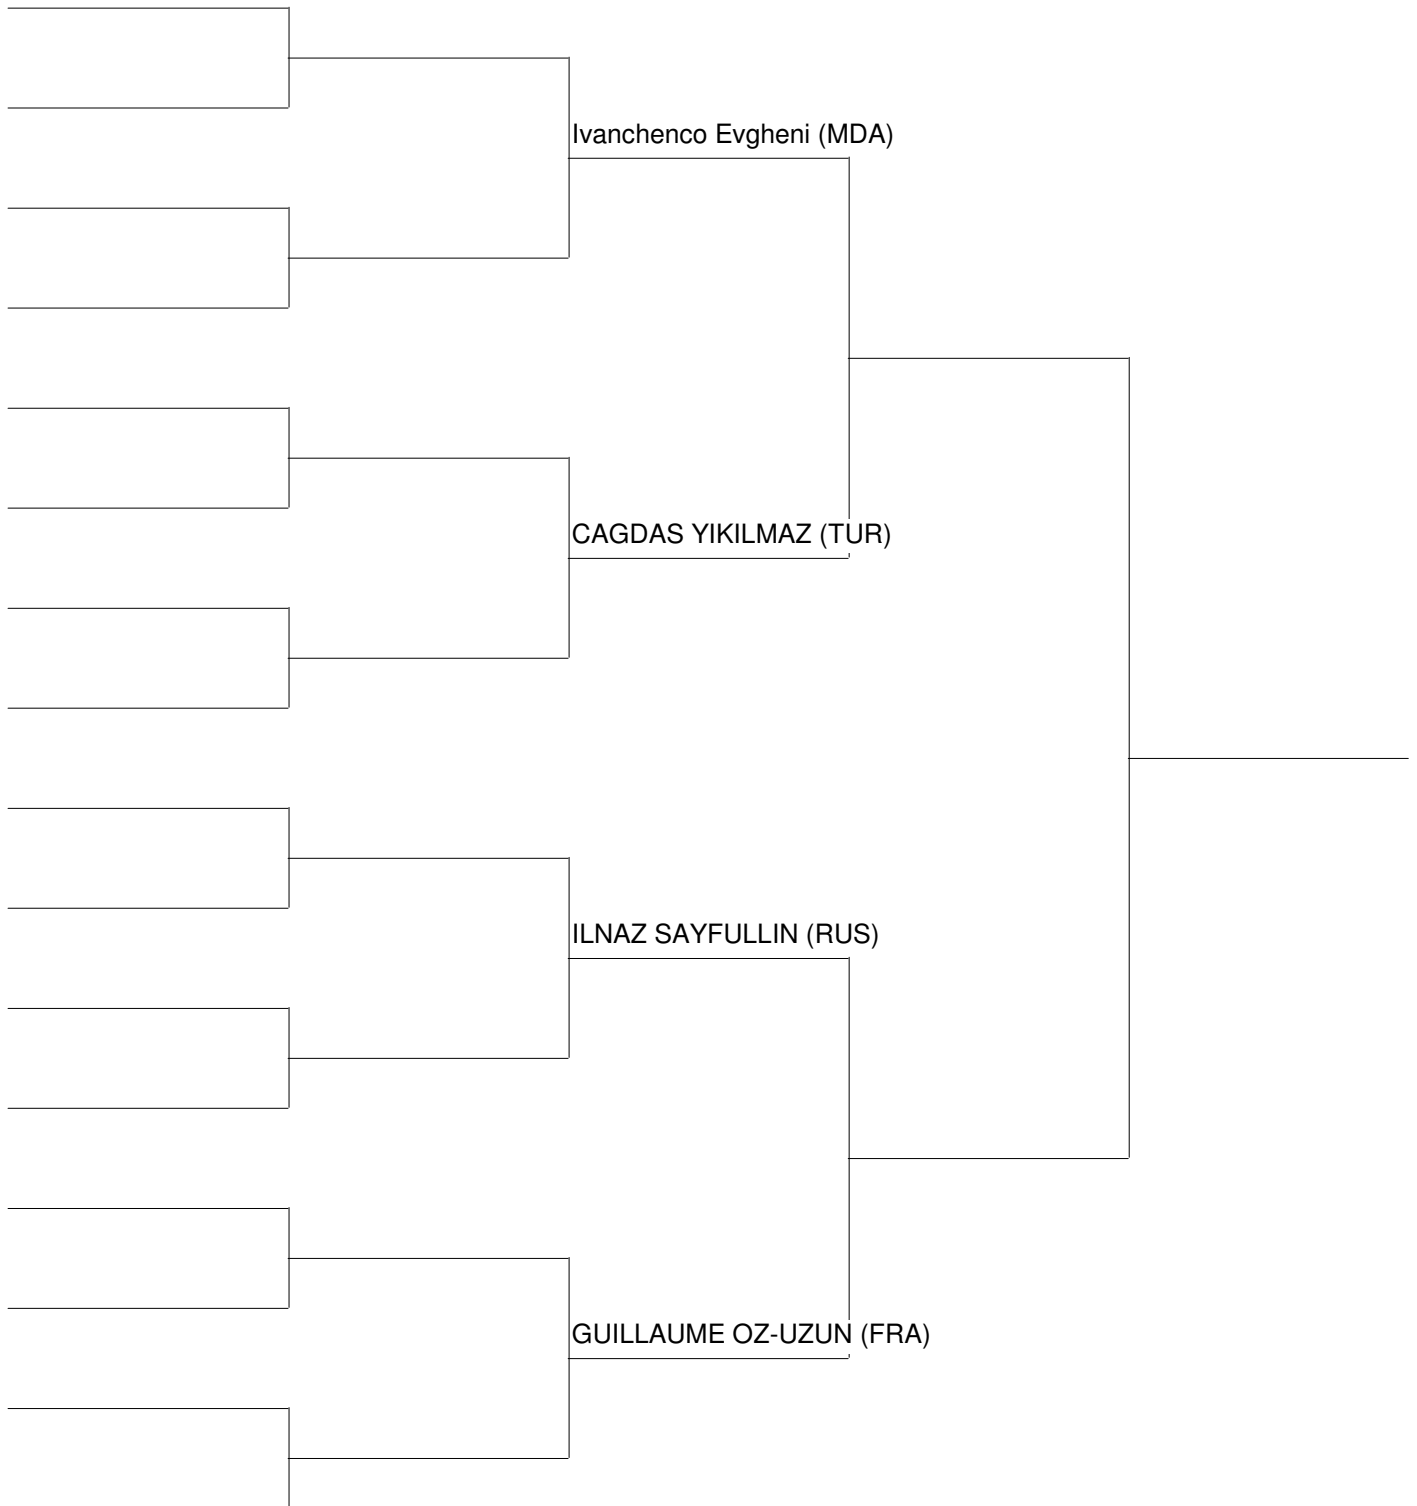 Ivanchenco Evgheni (MDA)
CAGDAS YIKILMAZ (TUR)
ILNAZ SAYFULLIN (RUS)
GUILLAUME OZ-UZUN (FRA)